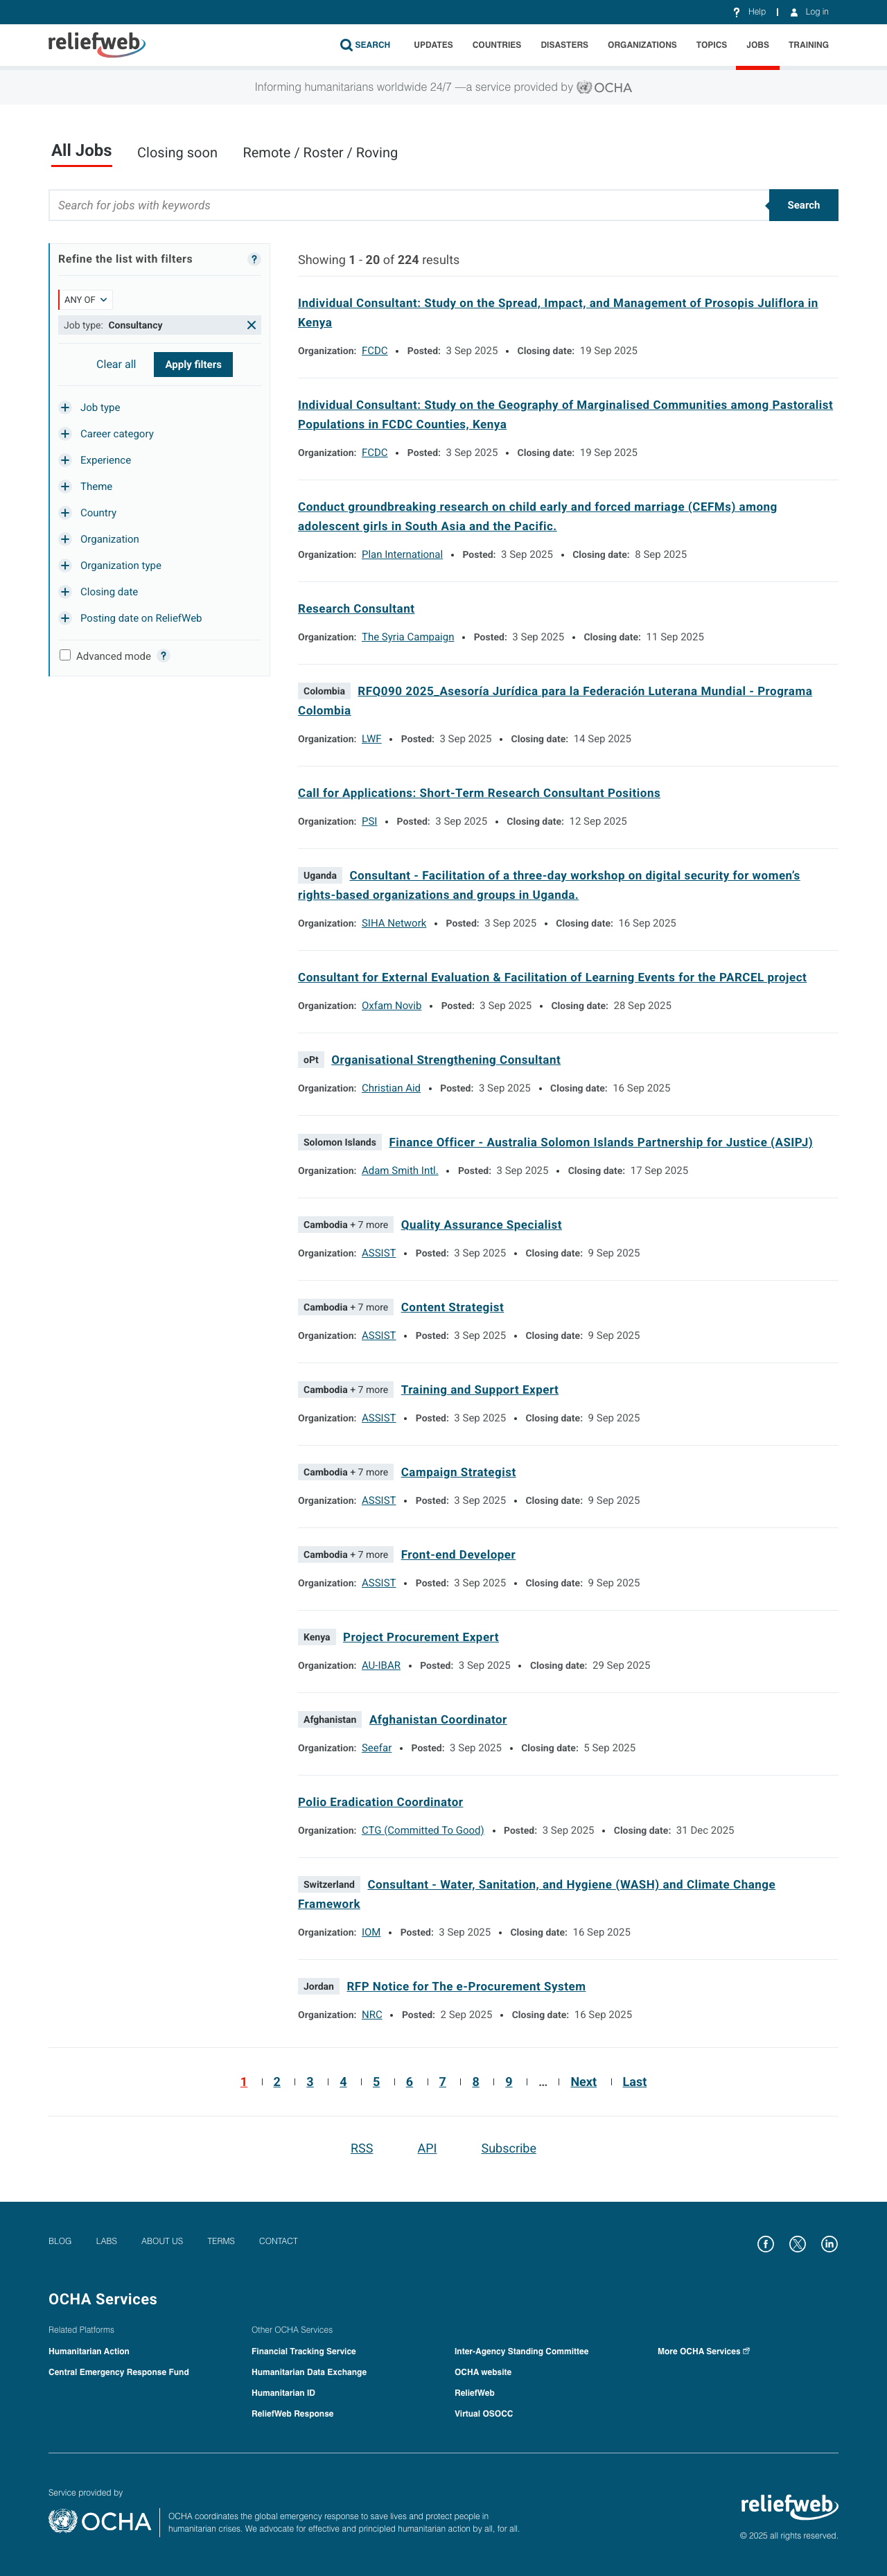 Help
Log in
reliefweb
SEARCH
UPDATES
COUNTRIES
DISASTERS
ORGANIZATIONS
TOPICS
JOBS
TRAINING
Informing humanitarians worldwide 24/7 —a service provided by OCHA
All Jobs
Closing soon
Remote / Roster / Roving
Search for jobs with keywords
Search
Refine the list with filters
?
ANY OF
Job type: Consultancy
Clear all
Apply filters
Job type
Career category
Experience
Theme
Country
Organization
Organization type
Closing date
Posting date on ReliefWeb
Advanced mode ?
Showing 1 - 20 of 224 results
Individual Consultant: Study on the Spread, Impact, and Management of Prosopis Juliflora in
Kenya
Organization: FCDC • Posted: 3 Sep 2025 • Closing date: 19 Sep 2025
Individual Consultant: Study on the Geography of Marginalised Communities among Pastoralist
Populations in FCDC Counties, Kenya
Organization: FCDC • Posted: 3 Sep 2025 • Closing date: 19 Sep 2025
Conduct groundbreaking research on child early and forced marriage (CEFMs) among
adolescent girls in South Asia and the Pacific.
Organization: Plan International • Posted: 3 Sep 2025 • Closing date: 8 Sep 2025
Research Consultant
Organization: The Syria Campaign • Posted: 3 Sep 2025 • Closing date: 11 Sep 2025
Colombia RFQ090 2025_Asesoría Jurídica para la Federación Luterana Mundial - Programa
Colombia
Organization: LWF • Posted: 3 Sep 2025 • Closing date: 14 Sep 2025
Call for Applications: Short-Term Research Consultant Positions
Organization: PSI • Posted: 3 Sep 2025 • Closing date: 12 Sep 2025
Uganda Consultant - Facilitation of a three-day workshop on digital security for women’s
rights-based organizations and groups in Uganda.
Organization: SIHA Network • Posted: 3 Sep 2025 • Closing date: 16 Sep 2025
Consultant for External Evaluation & Facilitation of Learning Events for the PARCEL project
Organization: Oxfam Novib • Posted: 3 Sep 2025 • Closing date: 28 Sep 2025
oPt Organisational Strengthening Consultant
Organization: Christian Aid • Posted: 3 Sep 2025 • Closing date: 16 Sep 2025
Solomon Islands Finance Officer - Australia Solomon Islands Partnership for Justice (ASIPJ)
Organization: Adam Smith Intl. • Posted: 3 Sep 2025 • Closing date: 17 Sep 2025
Cambodia + 7 more Quality Assurance Specialist
Organization: ASSIST • Posted: 3 Sep 2025 • Closing date: 9 Sep 2025
Cambodia + 7 more Content Strategist
Organization: ASSIST • Posted: 3 Sep 2025 • Closing date: 9 Sep 2025
Cambodia + 7 more Training and Support Expert
Organization: ASSIST • Posted: 3 Sep 2025 • Closing date: 9 Sep 2025
Cambodia + 7 more Campaign Strategist
Organization: ASSIST • Posted: 3 Sep 2025 • Closing date: 9 Sep 2025
Cambodia + 7 more Front-end Developer
Organization: ASSIST • Posted: 3 Sep 2025 • Closing date: 9 Sep 2025
Kenya Project Procurement Expert
Organization: AU-IBAR • Posted: 3 Sep 2025 • Closing date: 29 Sep 2025
Afghanistan Afghanistan Coordinator
Organization: Seefar • Posted: 3 Sep 2025 • Closing date: 5 Sep 2025
Polio Eradication Coordinator
Organization: CTG (Committed To Good) • Posted: 3 Sep 2025 • Closing date: 31 Dec 2025
Switzerland Consultant - Water, Sanitation, and Hygiene (WASH) and Climate Change
Framework
Organization: IOM • Posted: 3 Sep 2025 • Closing date: 16 Sep 2025
Jordan RFP Notice for The e-Procurement System
Organization: NRC • Posted: 2 Sep 2025 • Closing date: 16 Sep 2025
1 2 3 4 5 6 7 8 9 … Next Last
RSS
API
Subscribe
BLOG
LABS
ABOUT US
TERMS
CONTACT
OCHA Services
Related Platforms
Humanitarian Action
Central Emergency Response Fund
Other OCHA Services
Financial Tracking Service
Humanitarian Data Exchange
Humanitarian ID
ReliefWeb Response
Inter-Agency Standing Committee
OCHA website
ReliefWeb
Virtual OSOCC
More OCHA Services
Service provided by
OCHA
OCHA coordinates the global emergency response to save lives and protect people in
humanitarian crises. We advocate for effective and principled humanitarian action by all, for all.
reliefweb
© 2025 all rights reserved.